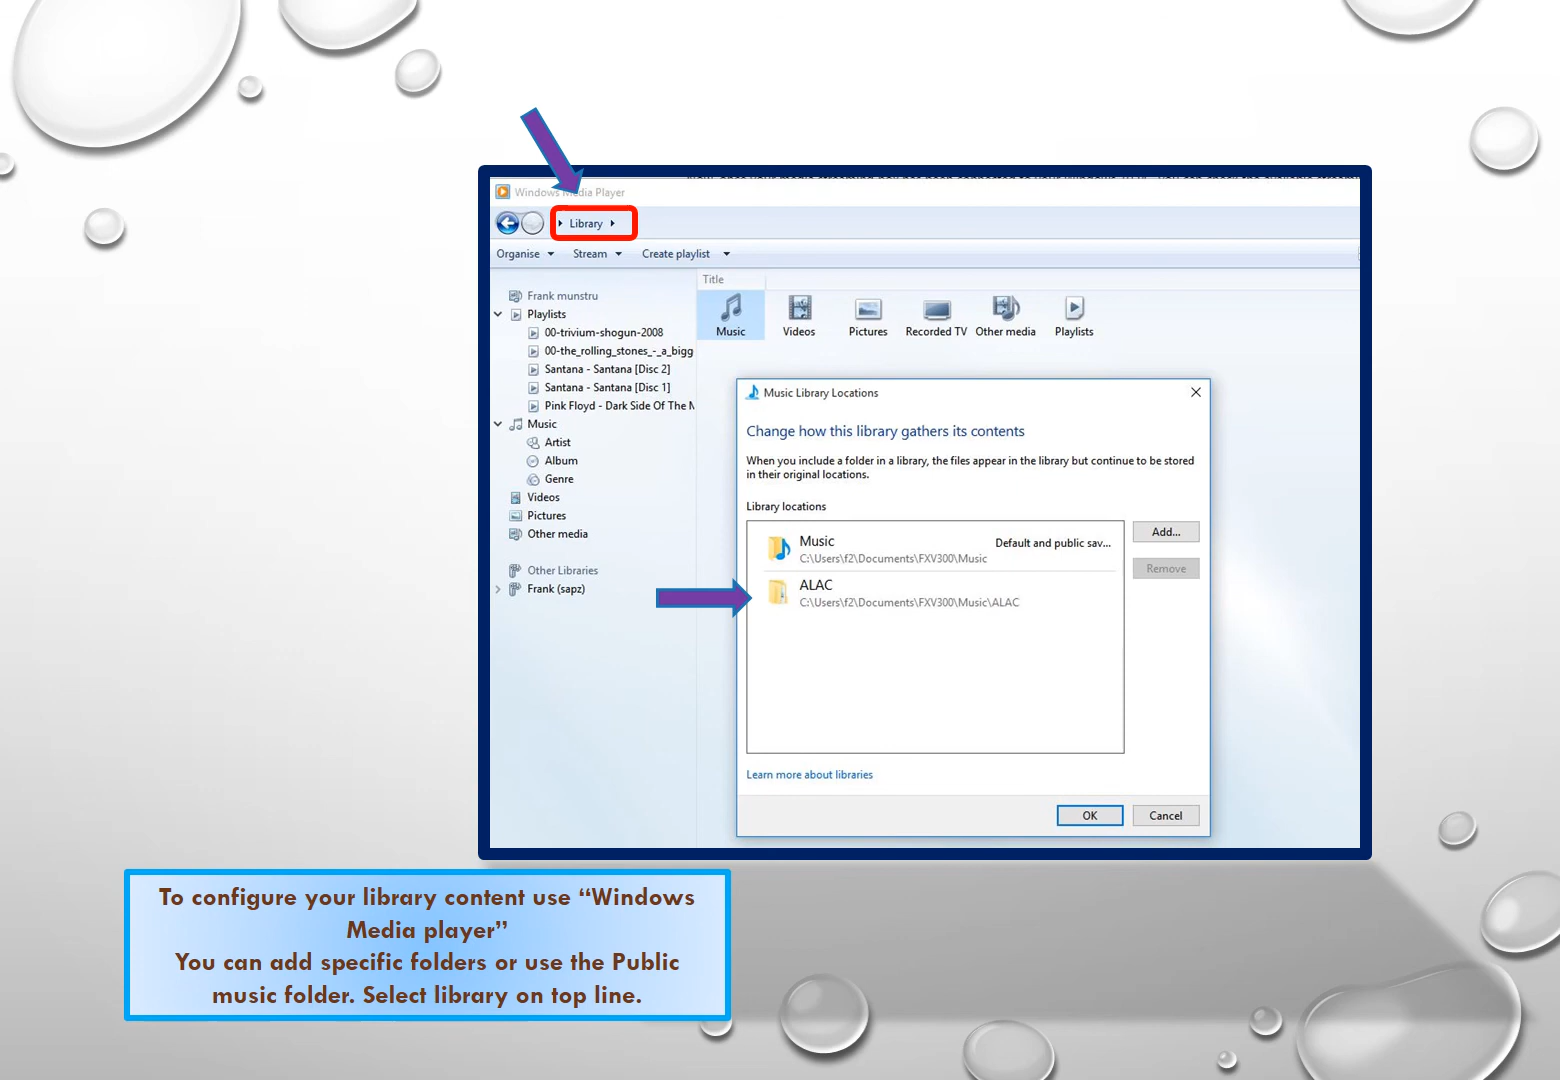 Windows Media Player
Library
Organise Stream Create playlist
Title
Frank munstru
Playlists
00-trivium-shogun-2008
00-the_rolling_stones_-_a_bigg
Santana - Santana [Disc 2]
Santana - Santana [Disc 1]
Pink Floyd - Dark Side Of The
Music
Artist
Album
Genre
Videos
Pictures
Other media
Other Libraries
Frank (sapz)
Music Videos Pictures Recorded TV Other media Playlists
Music Library Locations
Change how this library gathers its contents
When you include a folder in a library, the files appear in the library but continue to be stored
in their original locations.
Library locations
Music Default and public sav...
C:\Users\f2\Documents\FXV300\Music
ALAC
C:\Users\f2\Documents\FXV300\Music\ALAC
Add...
Remove
Learn more about libraries
OK Cancel
To configure your library content use “Windows
Media player”
You can add specific folders or use the Public
music folder. Select library on top line.